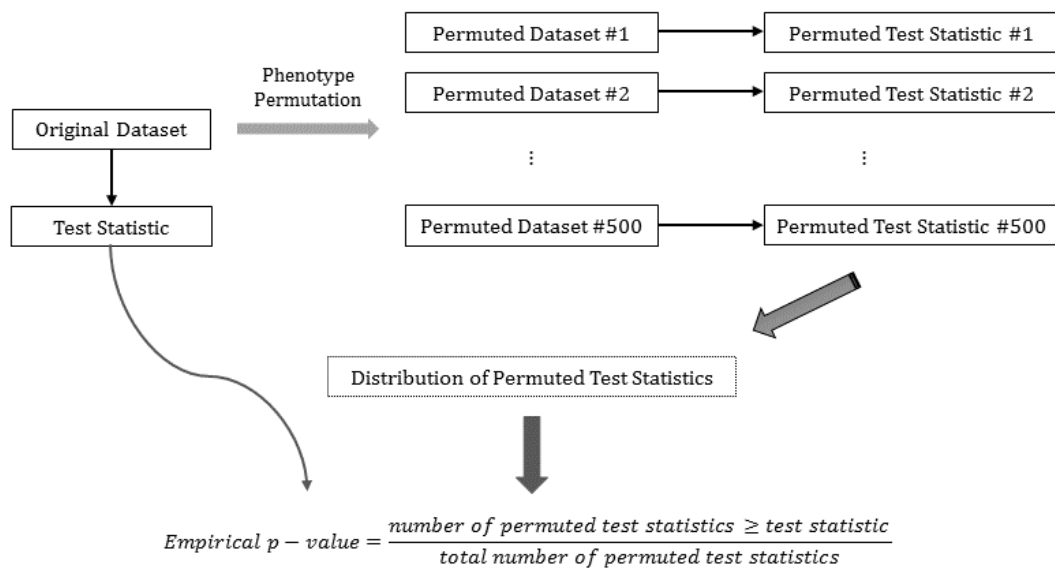 Permuted Dataset #1
Permuted Test Statistic #1
Phenotype
Permutation
Permuted Dataset #2
Permuted Test Statistic #2
Original Dataset
⋮
⋮
Test Statistic
Permuted Dataset #500
Permuted Test Statistic #500
Distribution of Permuted Test Statistics
Empirical p − value = number of permuted test statistics ≥ test statistic
total number of permuted test statistics